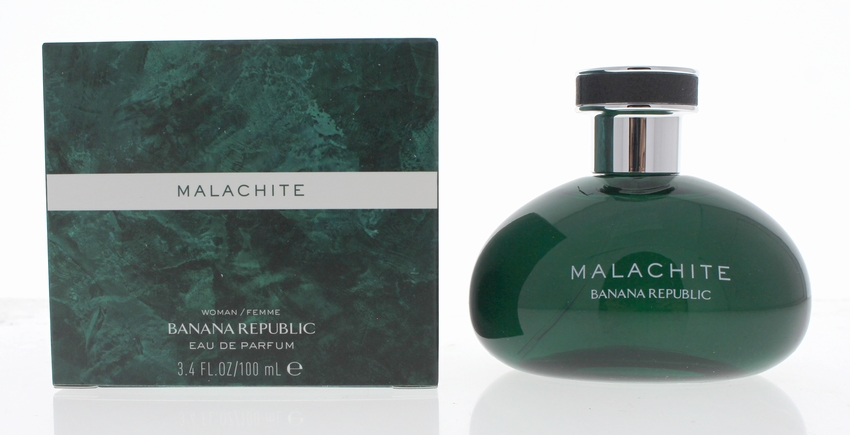 MALACHITE
WOMAN / FEMME
BANANA REPUBLIC
EAU DE PARFUM
3.4 FL.OZ/100 mL ℮
MALACHITE
BANANA REPUBLIC